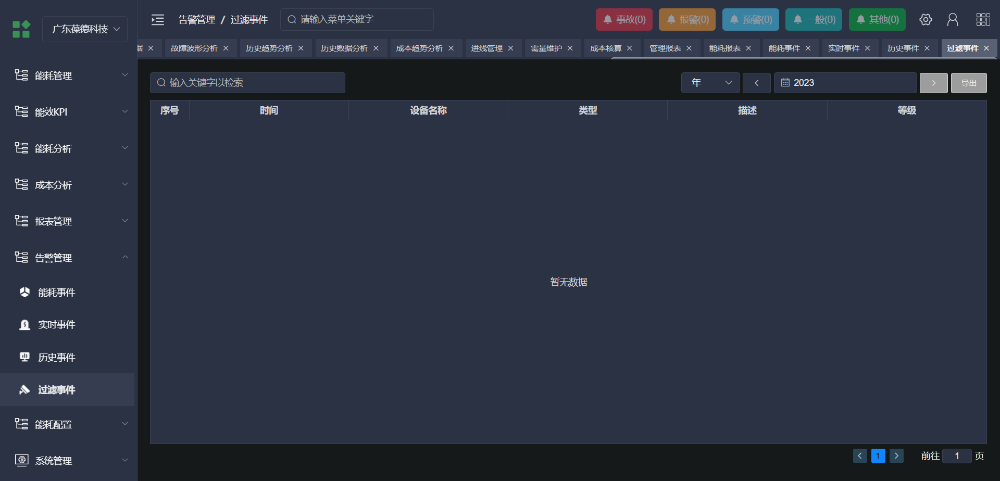 广东葆德科技
能耗管理
能效KPI
能耗分析
成本分析
报表管理
告警管理
能耗事件
实时事件
历史事件
过滤事件
能耗配置
系统管理
告警管理 / 过滤事件
请输入菜单关键字
事故(0) 报警(0) 预警(0) 一般(0) 其他(0)
据 故障波形分析 历史趋势分析 历史数据分析 成本趋势分析 进线管理 需量维护 成本核算 管理报表 能耗报表 能耗事件 实时事件 历史事件 过滤事件
输入关键字以检索 年 2023 导出
序号 时间 设备名称 类型 描述 等级
暂无数据
1 前往 1 页